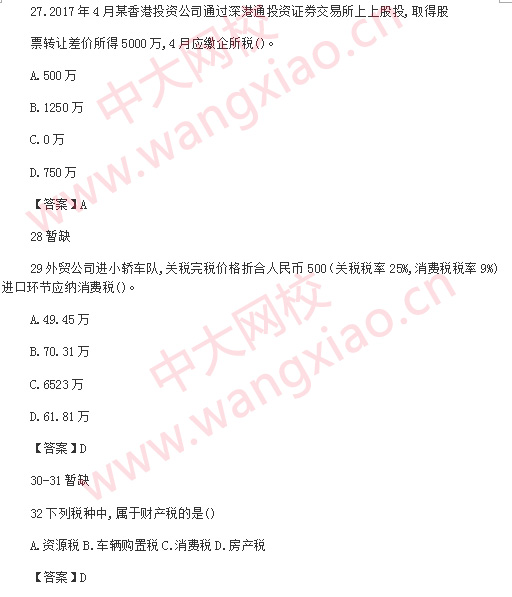 27.2017 年 4 月某香港投资公司通过深港通投资证券交易所上上股投,取得股
票转让差价所得 5000 万,4 月应缴企所税()。
A.500 万
B.1250 万
C.0 万
D.750 万
【答案】A
28 暂缺
29 外贸公司进小轿车队,关税完税价格折合人民币 500(关税税率 25%,消费税税率 9%)
进口环节应纳消费税()。
A.49.45 万
B.70.31 万
C.6523 万
D.61.81 万
【答案】D
30-31 暂缺
32 下列税种中,属于财产税的是()
A.资源税 B.车辆购置税 C.消费税 D.房产税
【答案】D
中大网校
www.wangxiao.cn
中大网校
www.wangxiao.cn